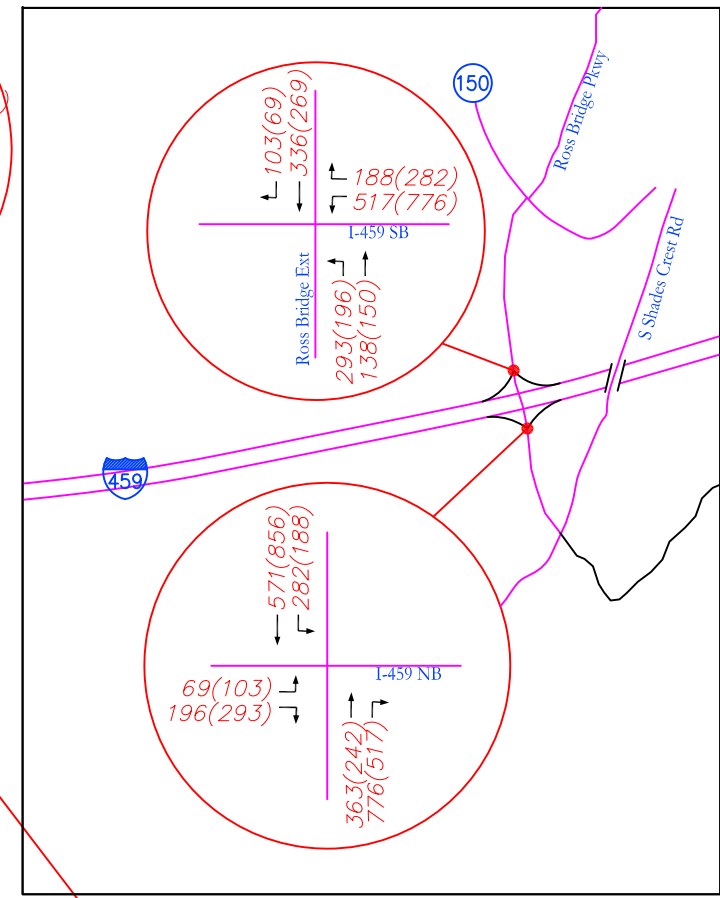 150
Ross Bridge Pkwy
S Shades Crest Rd
103(69)
336(269)
188(282)
517(776)
I-459 SB
Ross Bridge Ext
293(196)
138(150)
459
571(856)
282(188)
I-459 NB
69(103)
196(293)
363(242)
776(517)